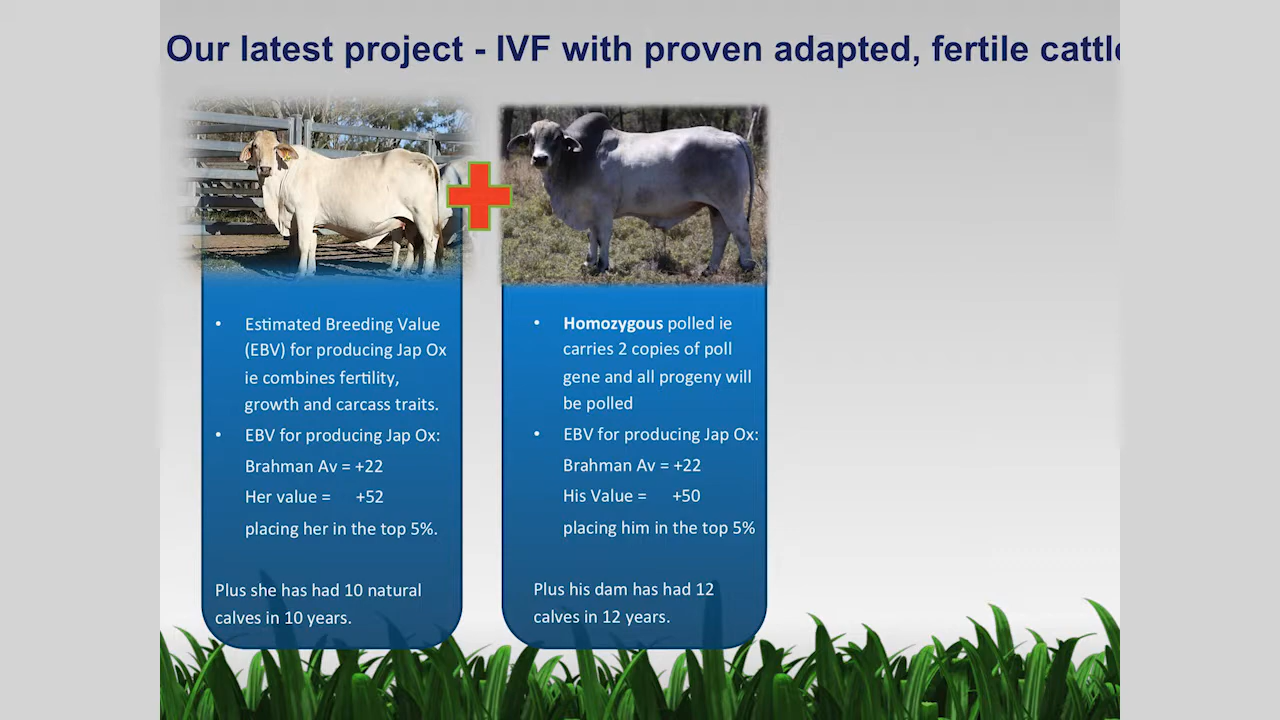 Our latest project - IVF with proven adapted, fertile cattle
• Estimated Breeding Value
(EBV) for producing Jap Ox
ie combines fertility,
growth and carcass traits.
• EBV for producing Jap Ox:
Brahman Av = +22
Her value = +52
placing her in the top 5%.
Plus she has had 10 natural
calves in 10 years.
• Homozygous polled ie
carries 2 copies of poll
gene and all progeny will
be polled
• EBV for producing Jap Ox:
Brahman Av = +22
His Value = +50
placing him in the top 5%
Plus his dam has had 12
calves in 12 years.